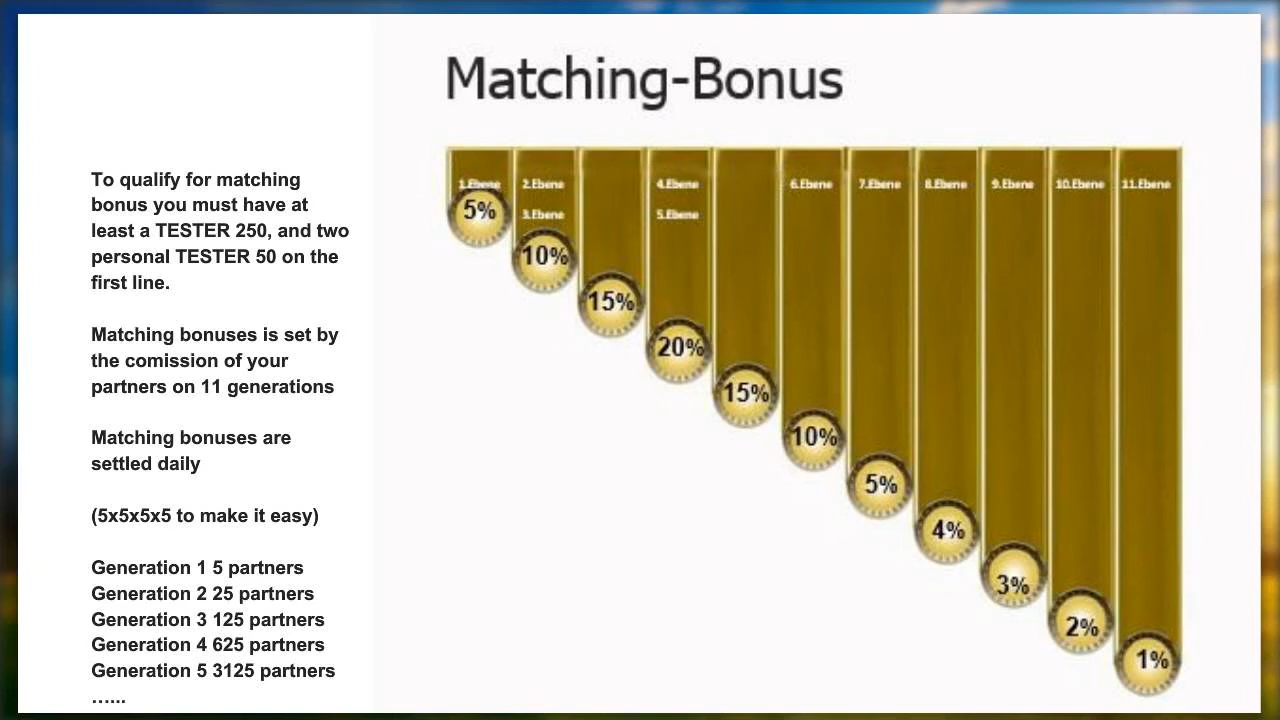 Matching-Bonus
To qualify for matching
bonus you must have at
least a TESTER 250, and two
personal TESTER 50 on the
first line.
Matching bonuses is set by
the comission of your
partners on 11 generations
Matching bonuses are
settled daily
(5x5x5x5 to make it easy)
Generation 1 5 partners
Generation 2 25 partners
Generation 3 125 partners
Generation 4 625 partners
Generation 5 3125 partners
…...
1.Ebene 2.Ebene 4.Ebene 6.Ebene 7.Ebene 8.Ebene 9.Ebene 10.Ebene 11.Ebene
3.Ebene 5.Ebene
5%
10%
15%
20%
15%
10%
5%
4%
3%
2%
1%